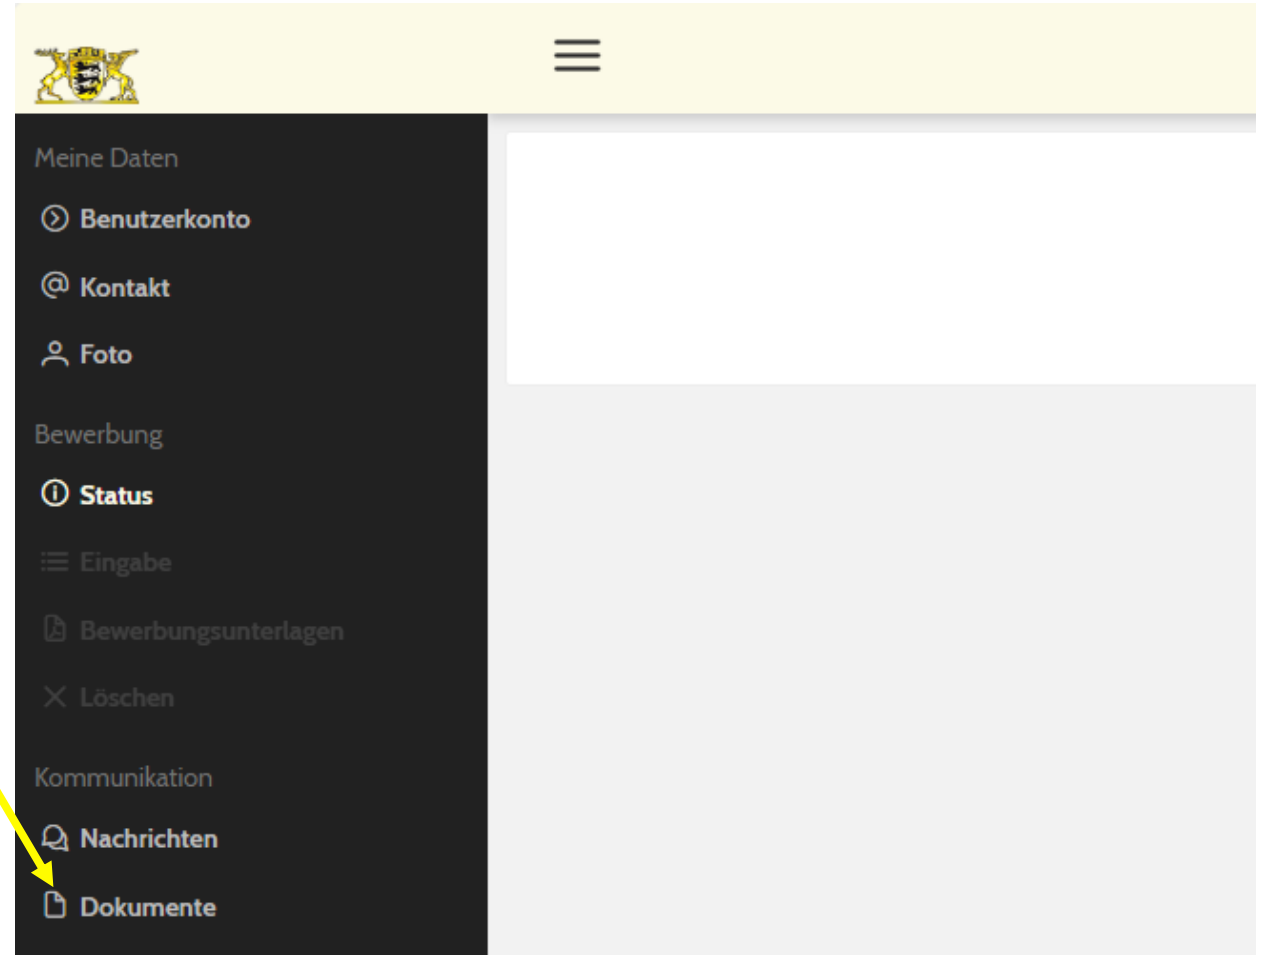 Meine Daten
Benutzerkonto
Kontakt
Foto
Bewerbung
Status
Eingabe
Bewerbungsunterlagen
Löschen
Kommunikation
Nachrichten
Dokumente